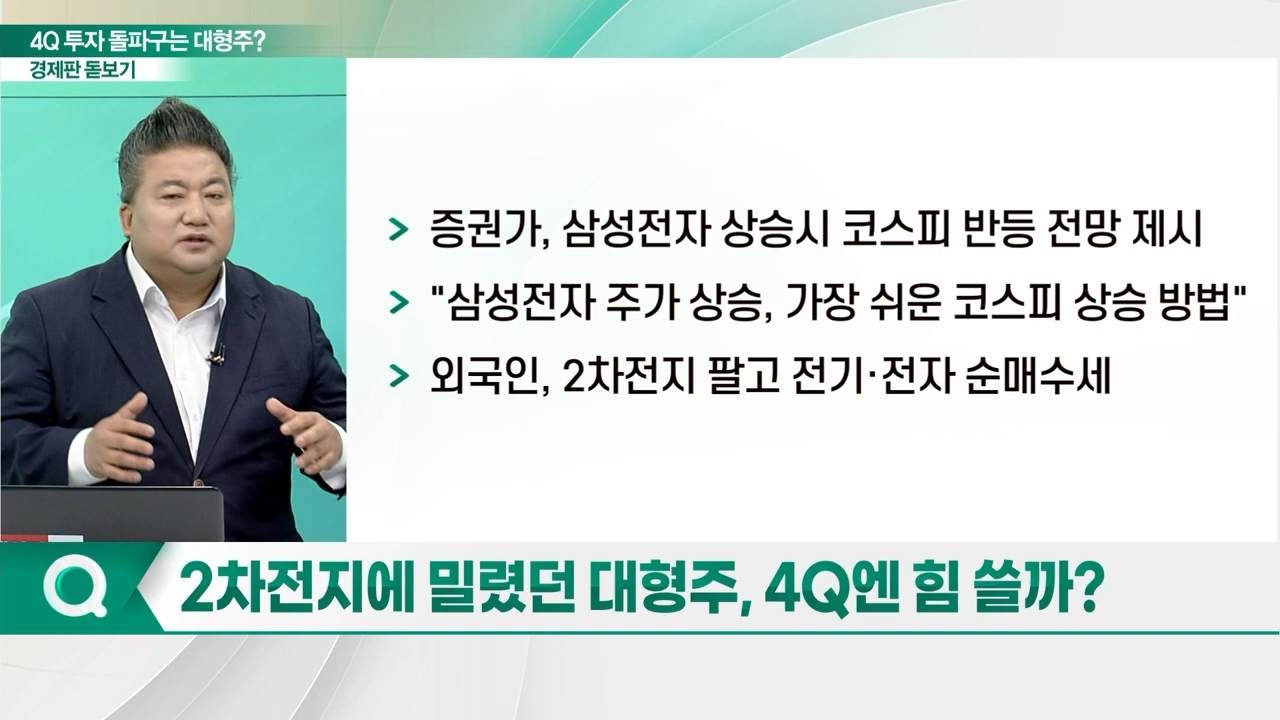 4Q 투자 돌파구는 대형주?
경제판 돋보기
> 증권가, 삼성전자 상승시 코스피 반등 전망 제시
> "삼성전자 주가 상승, 가장 쉬운 코스피 상승 방법"
> 외국인, 2차전지 팔고 전기·전자 순매수세
2차전지에 밀렸던 대형주, 4Q엔 힘 쓸까?